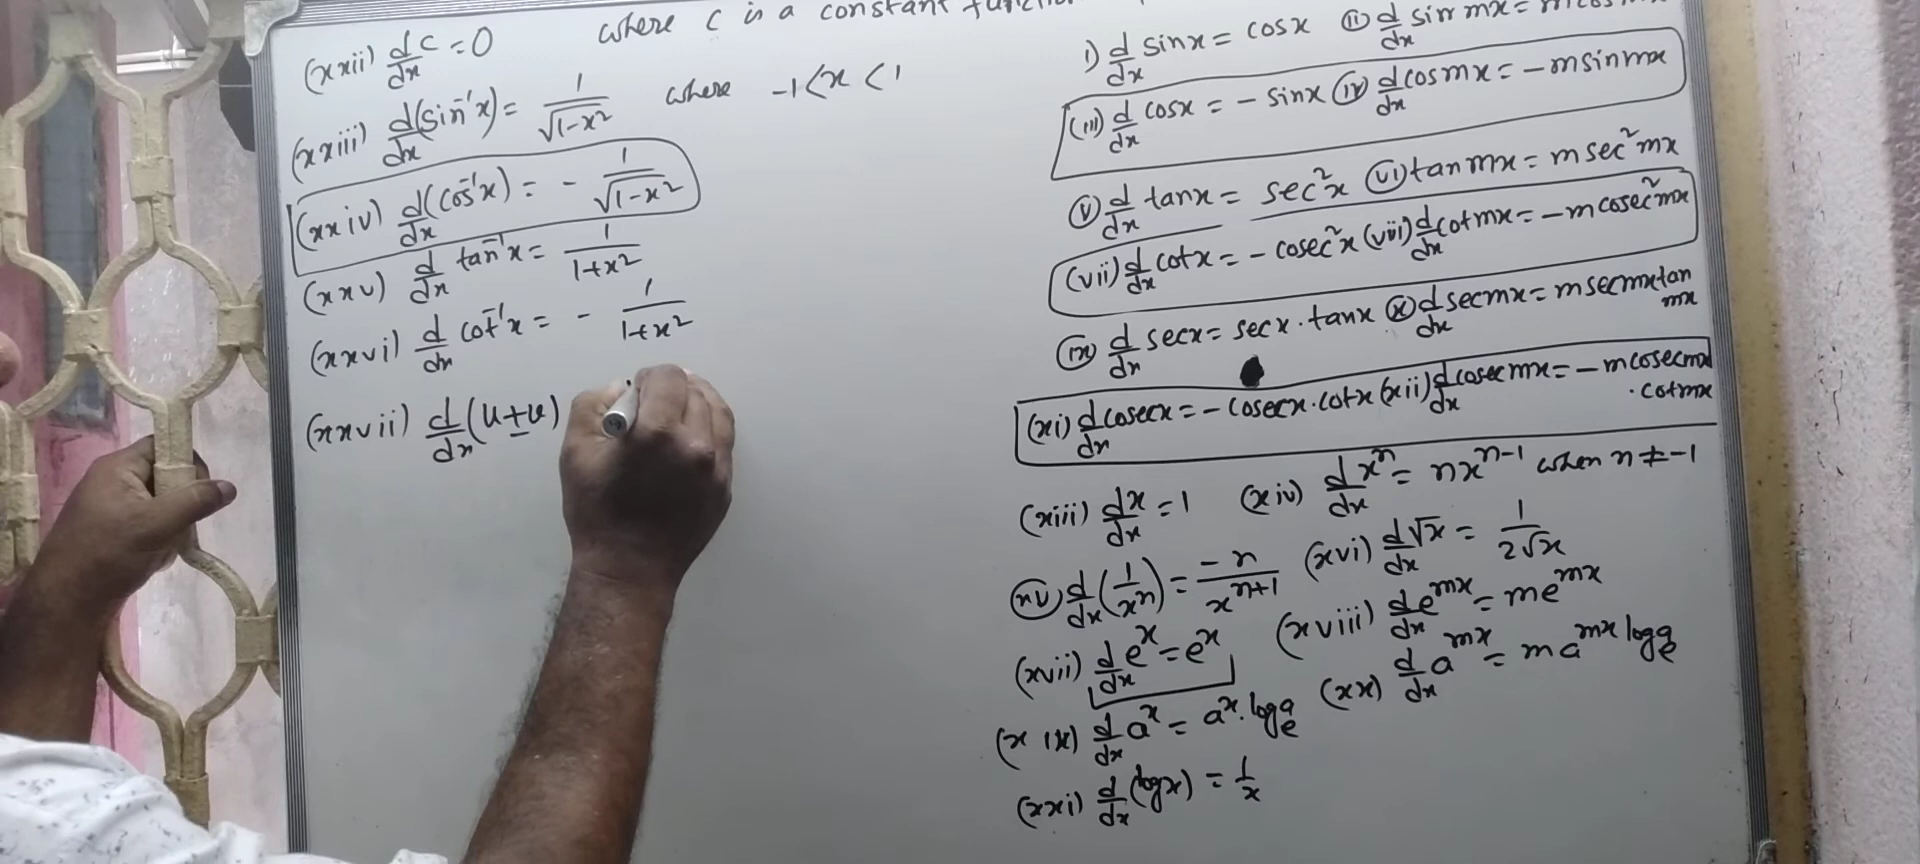 where c is a constant
(xxii) d/dx c = 0
(xxiii) d/dx (sin⁻¹x) = 1/√(1-x²) where -1<x<1
(xxiv) d/dx (cos⁻¹x) = - 1/√(1-x²)
(xxv) d/dx tan⁻¹x = 1/(1+x²)
(xxvi) d/dx cot⁻¹x = - 1/(1+x²)
(xxvii) d/dx (u±v)
i) d/dx sinx = cosx (ii) d/dx sin mx =
(iii) d/dx cosx = - sinx (iv) d/dx cosmx = - m sinmx
(v) d/dx tanx = sec²x (vi) tan mx = m sec²mx
(vii) d/dx cotx = - cosec²x (viii) d/dx cotmx = - m cosec²mx
(ix) d/dx secx = secx . tanx (x) d/dx secmx = m secmx tan
mx
(xi) d/dx cosecx = - cosecx . cotx (xii) d/dx cosec mx = - m cosecmx
. cotmx
(xiii) dx/dx = 1 (xiv) d/dx xⁿ = nxⁿ⁻¹ when n ≠ -1
(xv) d/dx (1/xⁿ) = -n/xⁿ⁺¹ (xvi) d/dx √x = 1/(2√x)
(xvii) d/dx eˣ = eˣ (xviii) d/dx eᵐˣ = meᵐˣ
(xix) d/dx aˣ = aˣ . logₑa (xx) d/dx aᵐˣ = m aᵐˣ logₑa
(xxi) d/dx (logx) = 1/x